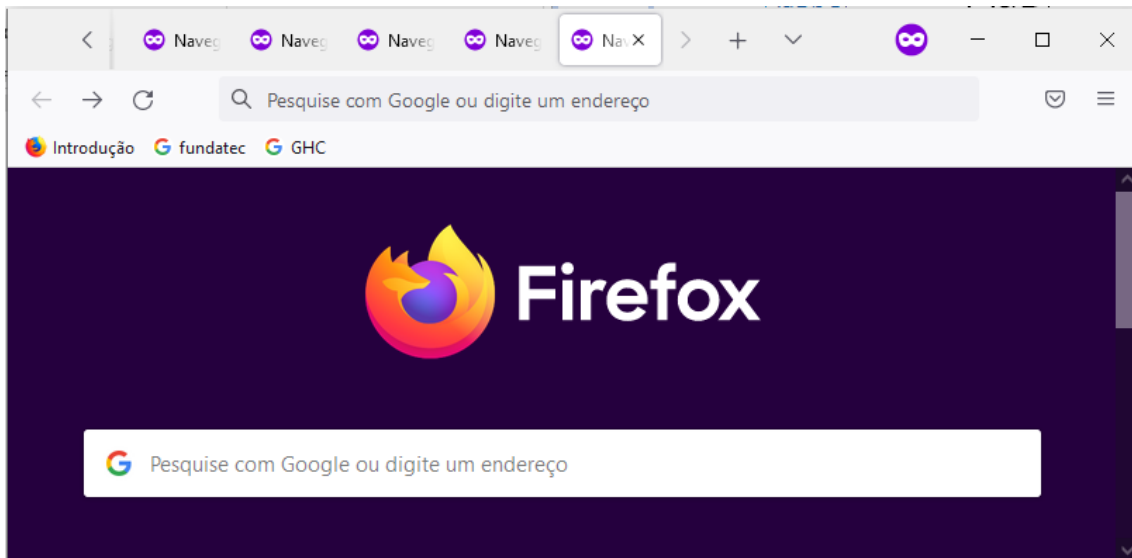 Naveg Naveg Naveg Naveg Nav
Pesquise com Google ou digite um endereço
Introdução fundatec GHC
Firefox
Pesquise com Google ou digite um endereço